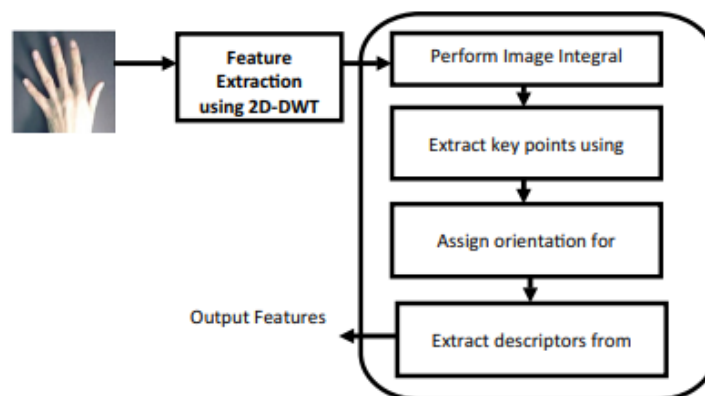 Feature
Extraction
using 2D-DWT
Perform Image Integral
Extract key points using
Assign orientation for
Extract descriptors from
Output Features